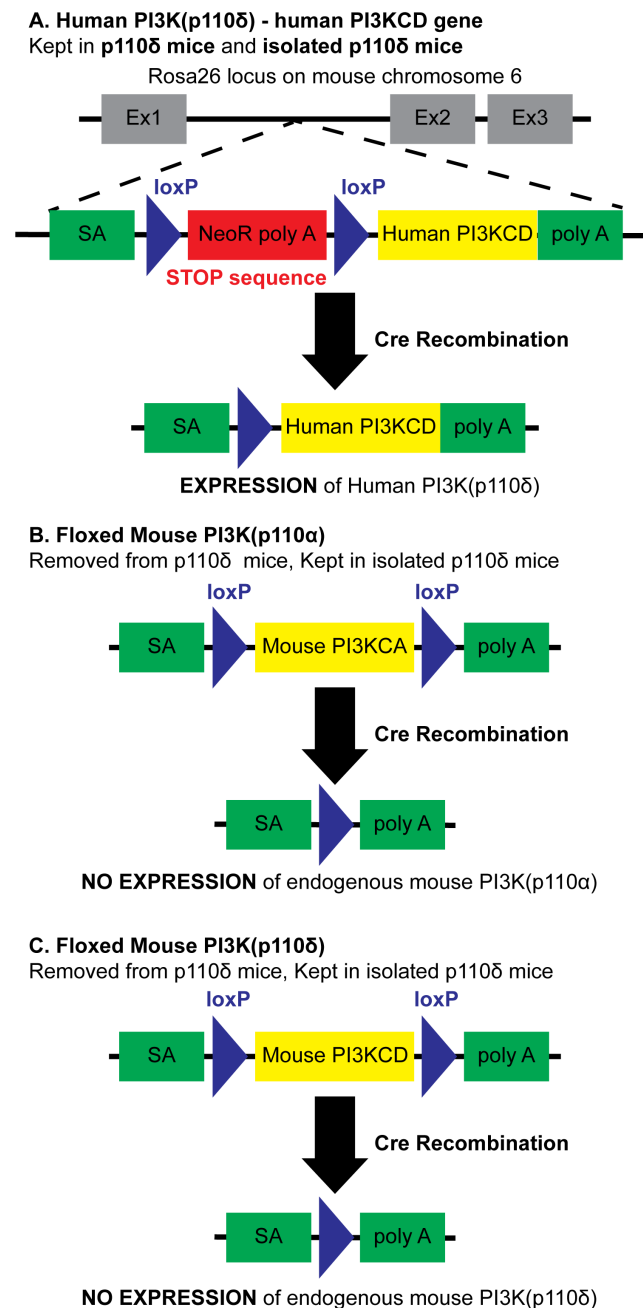 A. Human PI3K(p110δ) - human PI3KCD gene
Kept in p110δ mice and isolated p110δ mice
Rosa26 locus on mouse chromosome 6
Ex1 Ex2 Ex3
loxP loxP
SA NeoR poly A Human PI3KCD poly A
STOP sequence
Cre Recombination
SA Human PI3KCD poly A
EXPRESSION of Human PI3K(p110δ)
B. Floxed Mouse PI3K(p110α)
Removed from p110δ mice, Kept in isolated p110δ mice
loxP loxP
SA Mouse PI3KCA poly A
Cre Recombination
SA poly A
NO EXPRESSION of endogenous mouse PI3K(p110α)
C. Floxed Mouse PI3K(p110δ)
Removed from p110δ mice, Kept in isolated p110δ mice
loxP loxP
SA Mouse PI3KCD poly A
Cre Recombination
SA poly A
NO EXPRESSION of endogenous mouse PI3K(p110δ)